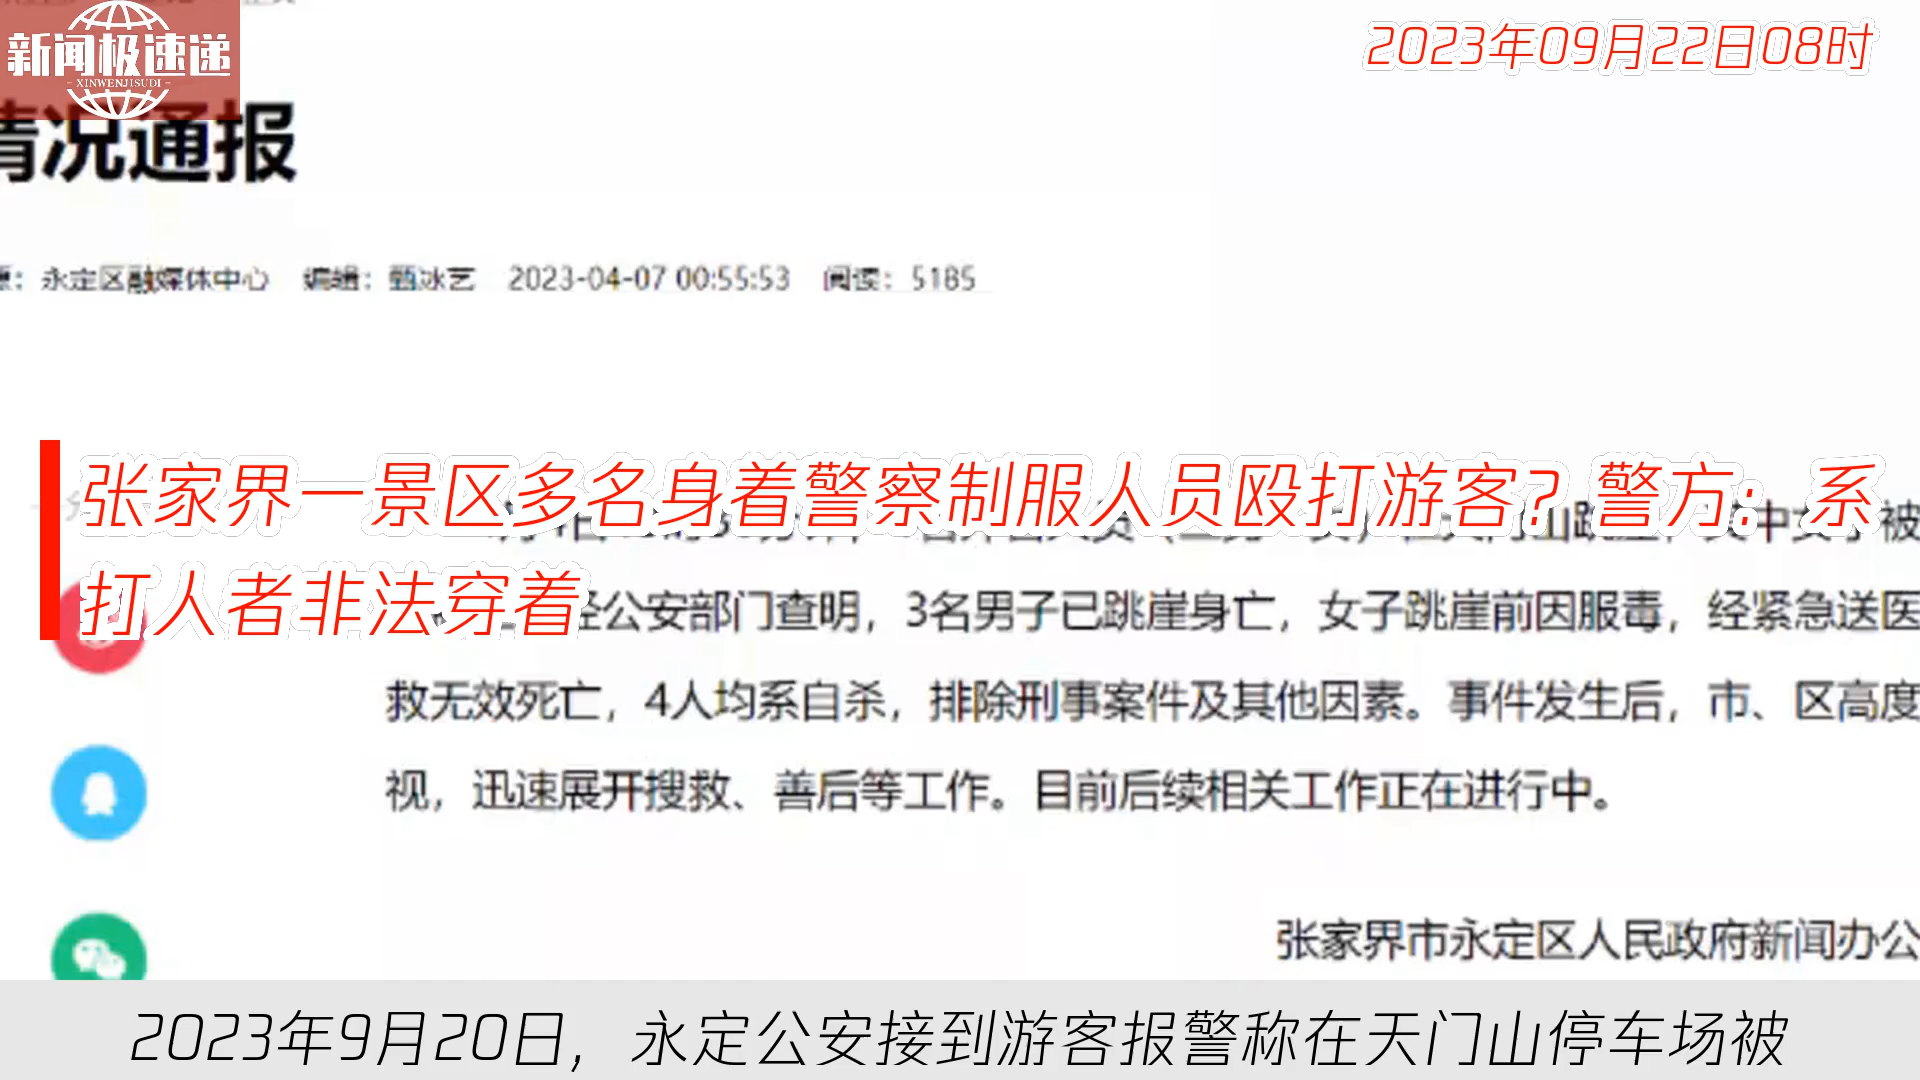 新闻极速递
XINWENJISUDI
2023年09月22日08时
情况通报
永定区融媒体中心 编辑：甄冰艺 2023-04-07 00:55:53 阅读：5185
张家界一景区多名身着警察制服人员殴打游客？警方：系
打人者非法穿着
经公安部门查明，3名男子已跳崖身亡，女子跳崖前因服毒，经紧急送医
救无效死亡，4人均系自杀，排除刑事案件及其他因素。事件发生后，市、区高度
视，迅速展开搜救、善后等工作。目前后续相关工作正在进行中。
张家界市永定区人民政府新闻办公
2023年9月20日，永定公安接到游客报警称在天门山停车场被